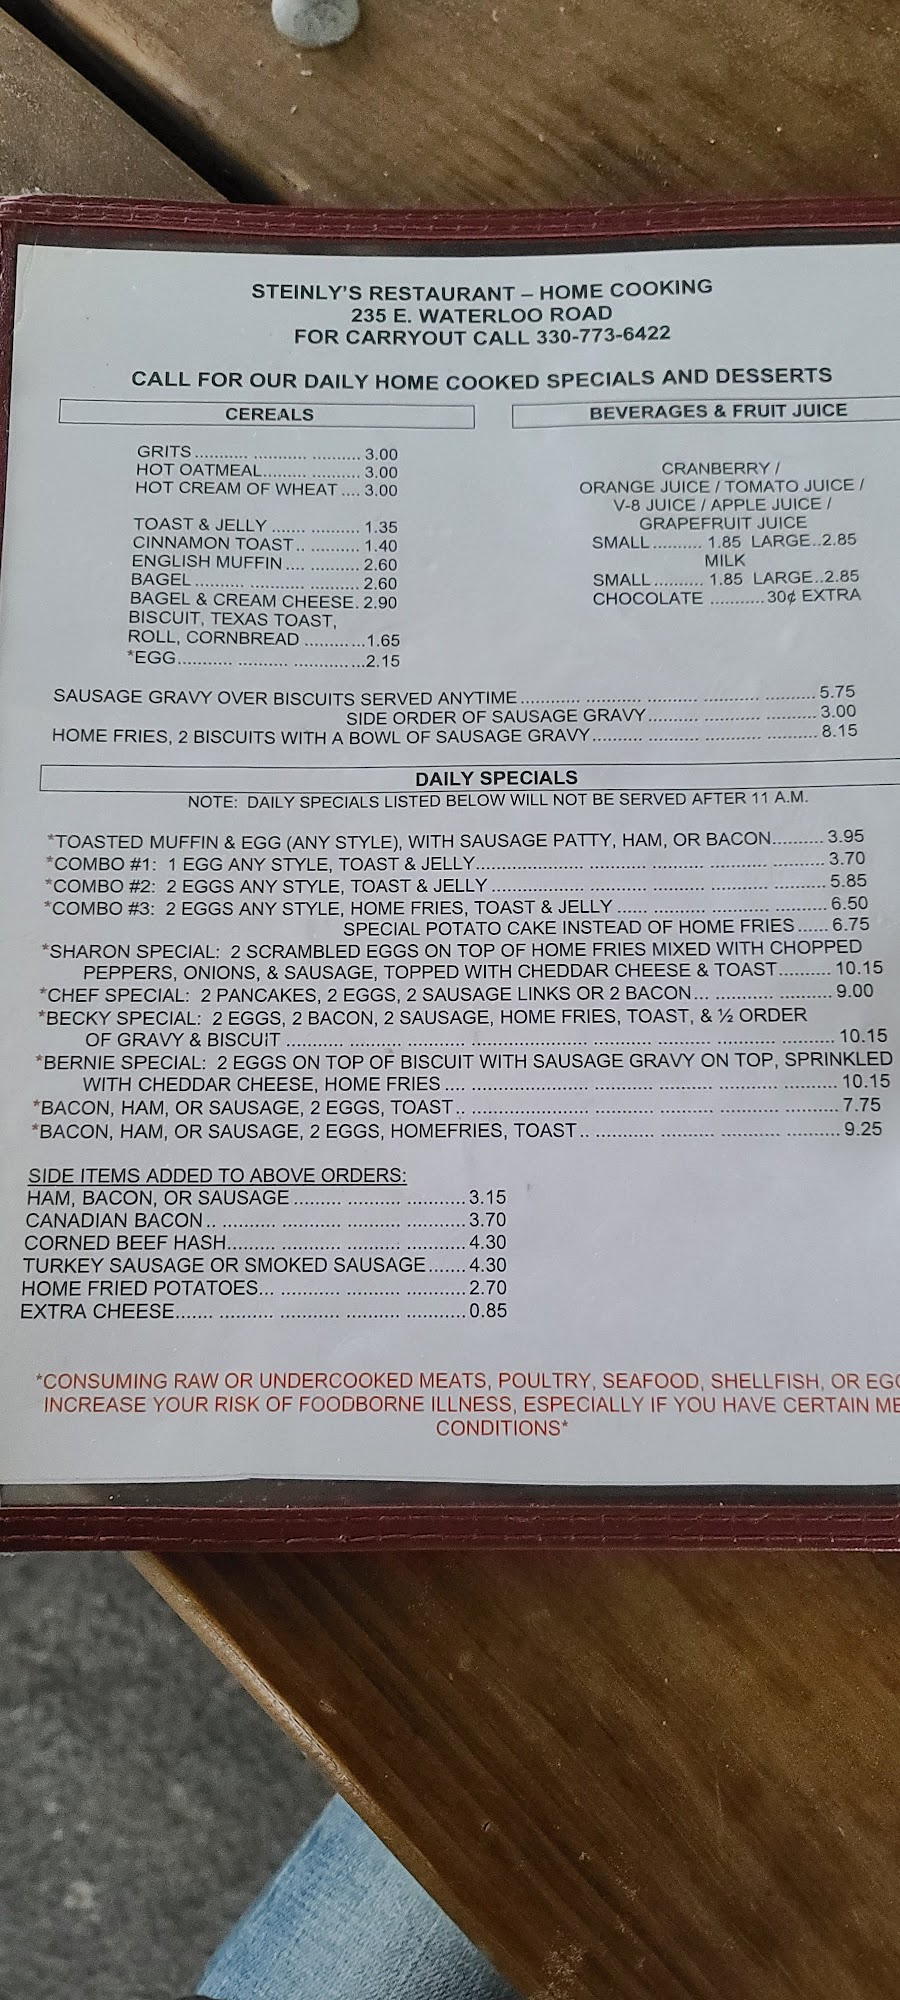 STEINLY'S RESTAURANT – HOME COOKING
235 E. WATERLOO ROAD
FOR CARRYOUT CALL 330-773-6422
CALL FOR OUR DAILY HOME COOKED SPECIALS AND DESSERTS
CEREALS
GRITS.......... ............ .......... 3.00
HOT OATMEAL......... .......... 3.00
HOT CREAM OF WHEAT .... 3.00
TOAST & JELLY ....... .......... 1.35
CINNAMON TOAST.. .......... 1.40
ENGLISH MUFFIN .... .......... 2.60
BAGEL.......... ............ .......... 2.60
BAGEL & CREAM CHEESE. 2.90
BISCUIT, TEXAS TOAST,
ROLL, CORNBREAD ............1.65
*EGG........... .......... .............2.15
BEVERAGES & FRUIT JUICE
CRANBERRY /
ORANGE JUICE / TOMATO JUICE /
V-8 JUICE / APPLE JUICE /
GRAPEFRUIT JUICE
SMALL.......... 1.85 LARGE..2.85
MILK
SMALL.......... 1.85 LARGE..2.85
CHOCOLATE ...........30¢ EXTRA
SAUSAGE GRAVY OVER BISCUITS SERVED ANYTIME............ ............ .......... .......... 5.75
SIDE ORDER OF SAUSAGE GRAVY.......... ........... .......... 3.00
HOME FRIES, 2 BISCUITS WITH A BOWL OF SAUSAGE GRAVY......... ............ .......... .......... 8.15
DAILY SPECIALS
NOTE: DAILY SPECIALS LISTED BELOW WILL NOT BE SERVED AFTER 11 A.M.
*TOASTED MUFFIN & EGG (ANY STYLE), WITH SAUSAGE PATTY, HAM, OR BACON.......... 3.95
*COMBO #1: 1 EGG ANY STYLE, TOAST & JELLY.......................... ............ .......... .......... 3.70
*COMBO #2: 2 EGGS ANY STYLE, TOAST & JELLY ........................ ............ .......... .......... 5.85
*COMBO #3: 2 EGGS ANY STYLE, HOME FRIES, TOAST & JELLY ...... ........... .......... .......... 6.50
SPECIAL POTATO CAKE INSTEAD OF HOME FRIES...... 6.75
*SHARON SPECIAL: 2 SCRAMBLED EGGS ON TOP OF HOME FRIES MIXED WITH CHOPPED
PEPPERS, ONIONS, & SAUSAGE, TOPPED WITH CHEDDAR CHEESE & TOAST.......... 10.15
*CHEF SPECIAL: 2 PANCAKES, 2 EGGS, 2 SAUSAGE LINKS OR 2 BACON... ............ .......... 9.00
*BECKY SPECIAL: 2 EGGS, 2 BACON, 2 SAUSAGE, HOME FRIES, TOAST, & ½ ORDER
OF GRAVY & BISCUIT ............................................................ ............ .......... .......... 10.15
*BERNIE SPECIAL: 2 EGGS ON TOP OF BISCUIT WITH SAUSAGE GRAVY ON TOP, SPRINKLED
WITH CHEDDAR CHEESE, HOME FRIES.... ............ ............ ............ .......... .......... 10.15
*BACON, HAM, OR SAUSAGE, 2 EGGS, TOAST.. ............ ............ ............ .......... .......... 7.75
*BACON, HAM, OR SAUSAGE, 2 EGGS, HOMEFRIES, TOAST.. .......... ............ .......... .......... 9.25
SIDE ITEMS ADDED TO ABOVE ORDERS:
HAM, BACON, OR SAUSAGE......... ........... ........... 3.15
CANADIAN BACON.. .......... ........... ........... ........... 3.70
CORNED BEEF HASH........... ........... ........... ........... 4.30
TURKEY SAUSAGE OR SMOKED SAUSAGE....... 4.30
HOME FRIED POTATOES... ........... ........... ........... 2.70
EXTRA CHEESE....... .......... ............ ........... ........... 0.85
*CONSUMING RAW OR UNDERCOOKED MEATS, POULTRY, SEAFOOD, SHELLFISH, OR
INCREASE YOUR RISK OF FOODBORNE ILLNESS, ESPECIALLY IF YOU HAVE CERTAIN
CONDITIONS*